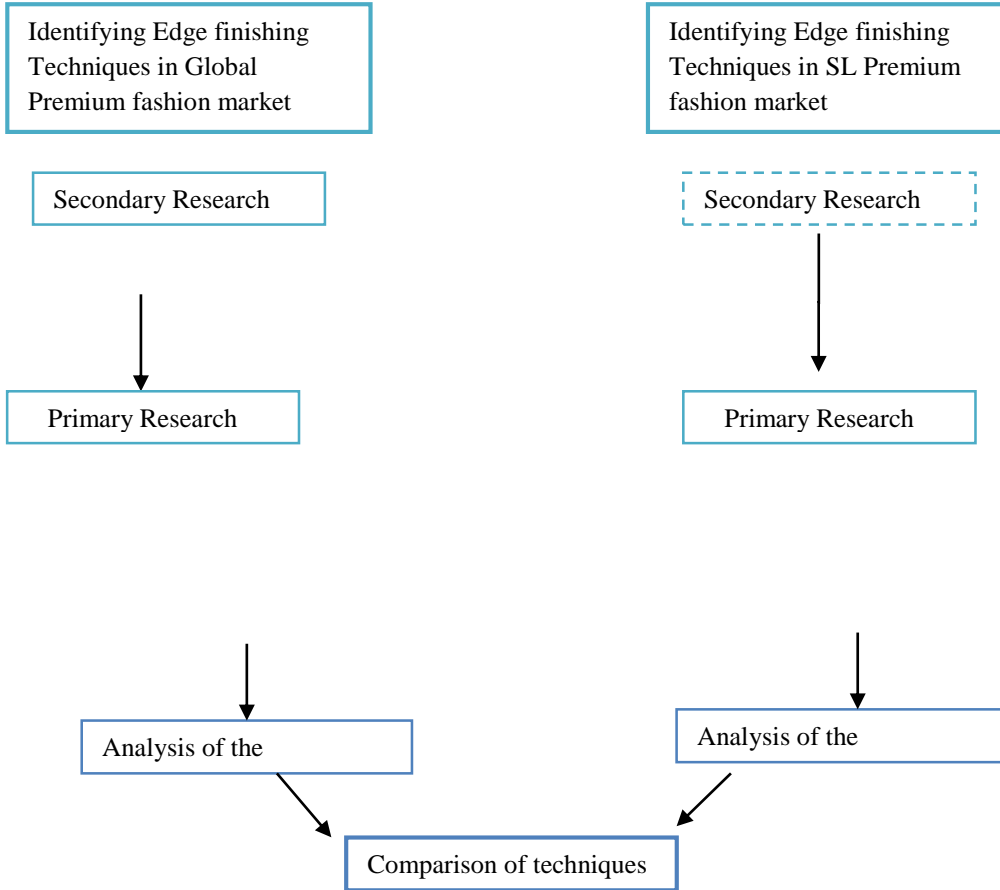 Identifying Edge finishing
Techniques in Global
Premium fashion market
Identifying Edge finishing
Techniques in SL Premium
fashion market
Secondary Research
Secondary Research
Primary Research
Primary Research
Analysis of the
Analysis of the
Comparison of techniques